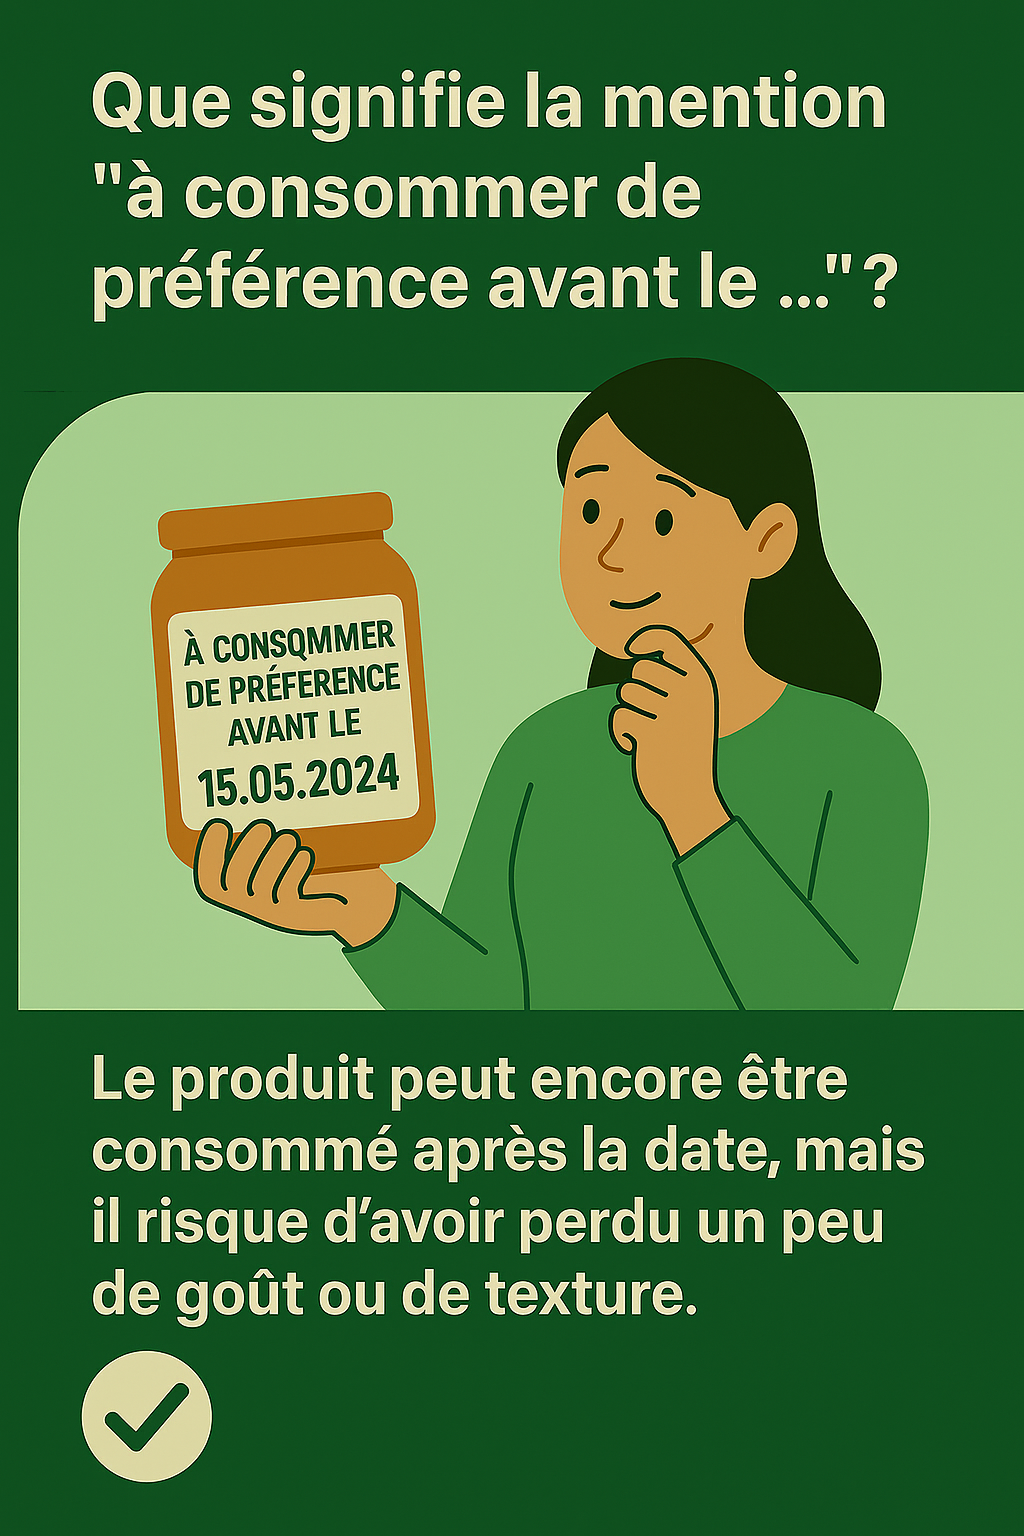 Que signifie la mention
"à consommer de
préférence avant le ..."?
À CONSQMMER
DE PRÉFERENCE
AVANT LE
15.05.2024
Le produit peut encore être
consommé après la date, mais
il risque d’avoir perdu un peu
de goût ou de texture.